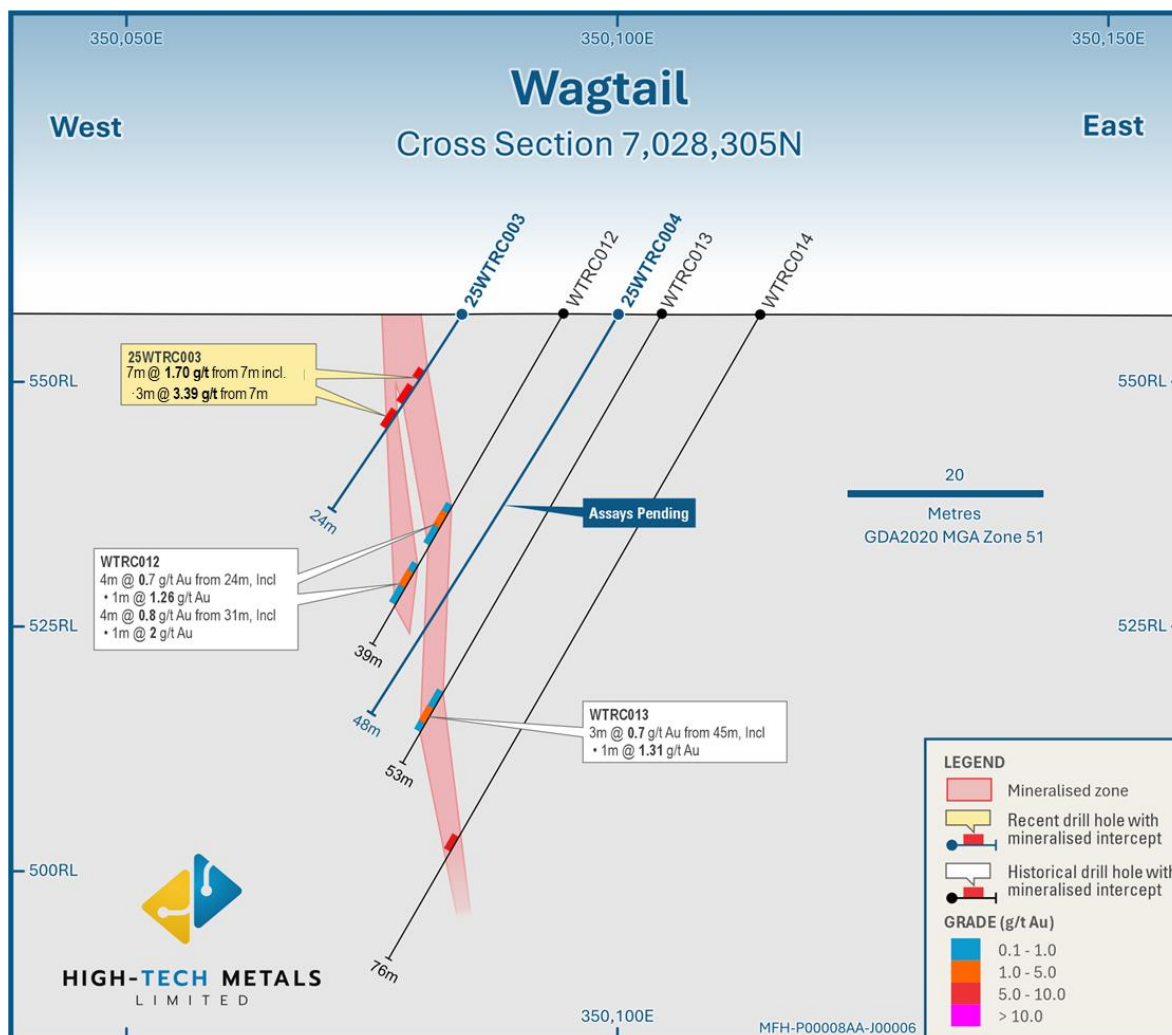 350,050E
350,100E
350,150E
Wagtail
West
East
Cross Section 7,028,305N
25WTRC003
WTRC012
25WTRC004
WTRC013
WTRC014
550RL
550RL
25WTRC003
7m @ 1.70 g/t from 7m incl.
· 3m @ 3.39 g/t from 7m
20
Metres
GDA2020 MGA Zone 51
24m
Assays Pending
WTRC012
4m @ 0.7 g/t Au from 24m, Incl
• 1m @ 1.26 g/t Au
4m @ 0.8 g/t Au from 31m, Incl
• 1m @ 2 g/t Au
525RL
525RL
39m
48m
WTRC013
3m @ 0.7 g/t Au from 45m, Incl
• 1m @ 1.31 g/t Au
53m
500RL
76m
HIGH-TECH METALS
LIMITED
LEGEND
Mineralised zone
Recent drill hole with
mineralised intercept
Historical drill hole with
mineralised intercept
GRADE (g/t Au)
0.1 - 1.0
1.0 - 5.0
5.0 - 10.0
> 10.0
350,100E
MFH-P00008AA-J00006